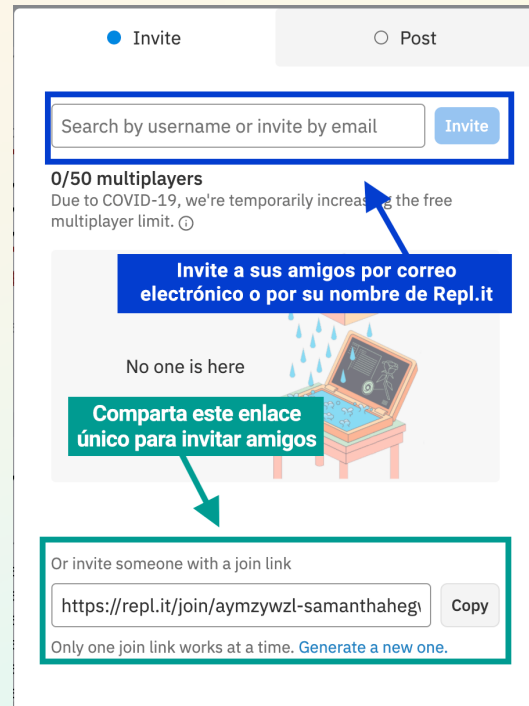 Invite
Post
Search by username or invite by email
Invite
0/50 multiplayers
Due to COVID-19, we're temporarily increasing the free
multiplayer limit.
Invite a sus amigos por correo
electrónico o por su nombre de Repl.it
No one is here
Comparta este enlace
único para invitar amigos
Or invite someone with a join link
https://repl.it/join/aymzywzl-samanthaheg
Copy
Only one join link works at a time. Generate a new one.